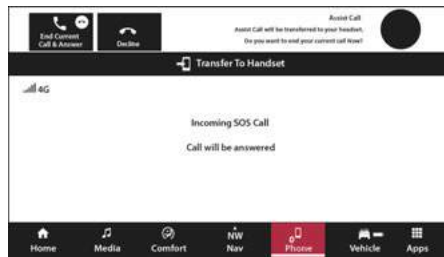 End Current
Call & Answer
Decline
Assist Call
Assist Call will be transferred to your handset.
Do you want to end your current call Now?
Transfer To Handset
4G
Incoming SOS Call
Call will be answered
Home
Media
Comfort
NW
Nav
0
Phone
Vehicle
Apps